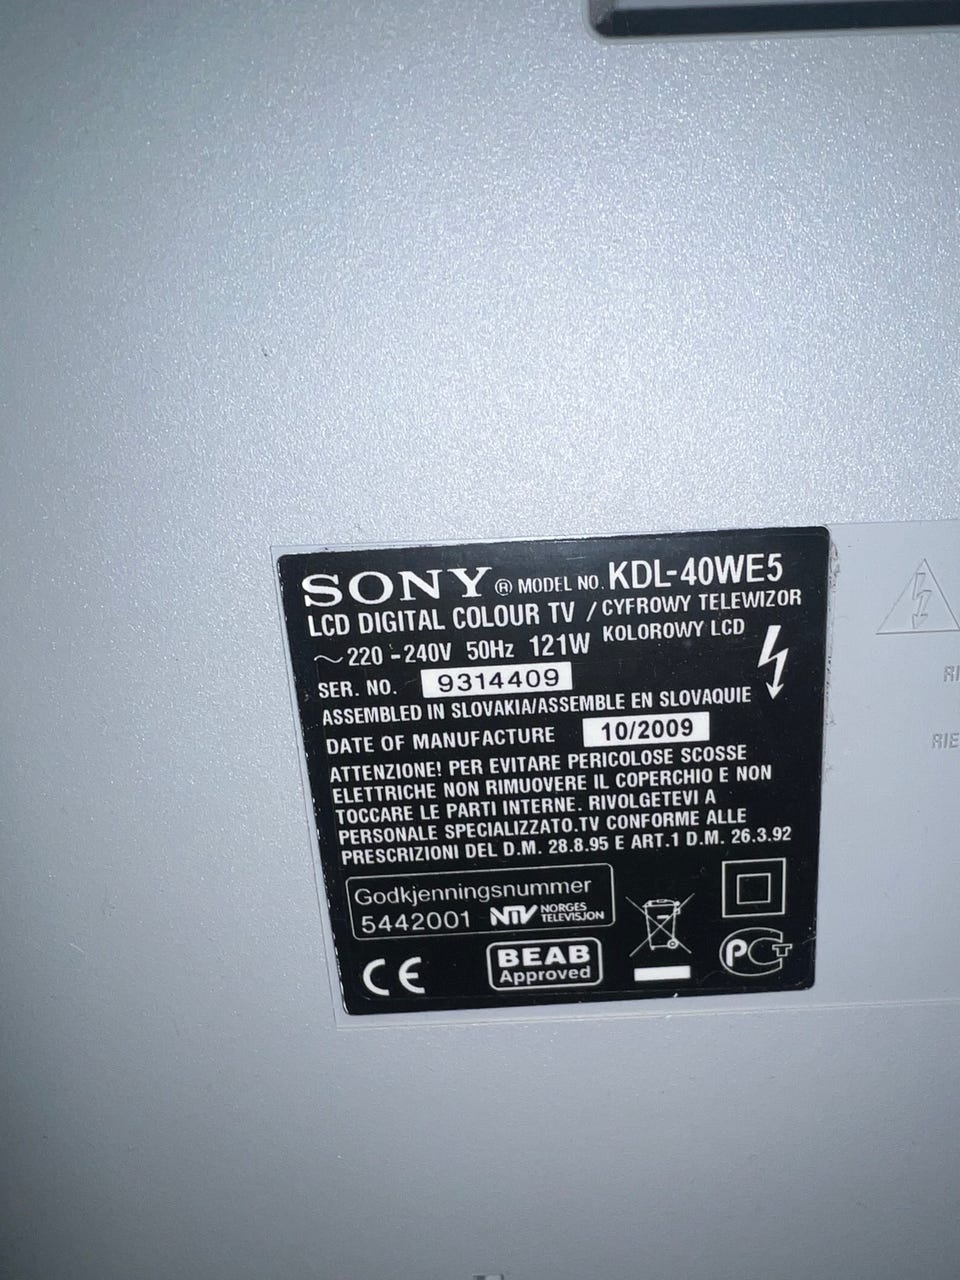 SONY ® MODEL NO. KDL-40WE5
LCD DIGITAL COLOUR TV / CYFROWY TELEWIZOR
KOLOROWY LCD
~220 -240V 50Hz 121W
SER. NO. 9314409
ASSEMBLED IN SLOVAKIA/ASSEMBLE EN SLOVAQUIE
DATE OF MANUFACTURE 10/2009
ATTENZIONE! PER EVITARE PERICOLOSE SCOSSE
ELETTRICHE NON RIMUOVERE IL COPERCHIO E NON
TOCCARE LE PARTI INTERNE. RIVOLGETEVI A
PERSONALE SPECIALIZZATO.TV CONFORME ALLE
PRESCRIZIONI DEL D.M. 28.8.95 E ART.1 D.M. 26.3.92
Godkjenningsnummer
5442001 NTV NORGES
TELEVISJON
CE
BEAB
Approved
PCT
RI
RIE